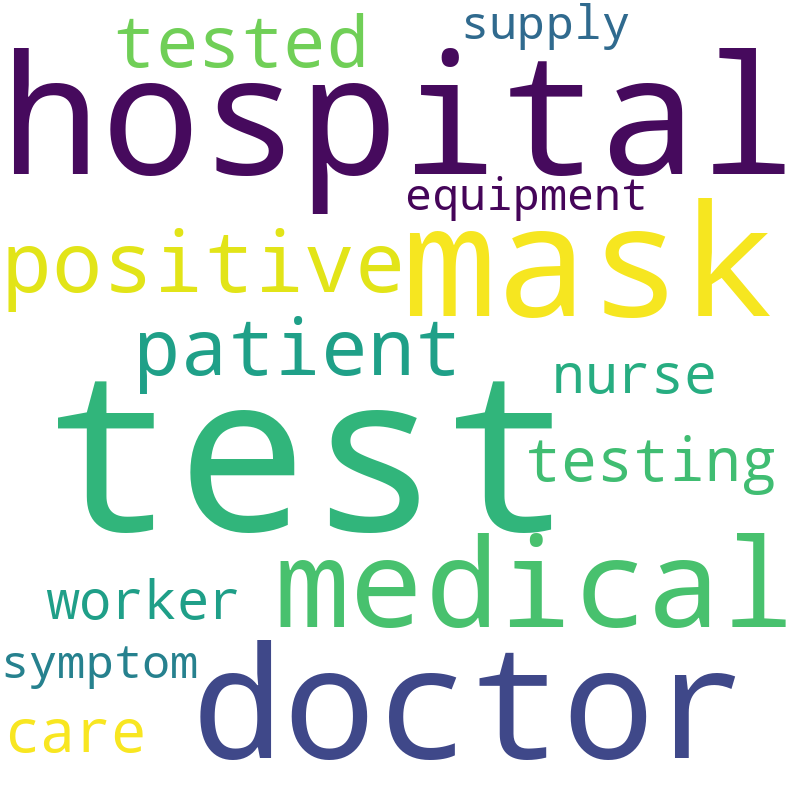 supply
tested
hospital
equipment
positive
mask
patient
nurse
test
testing
medical
worker
symptom
doctor
care